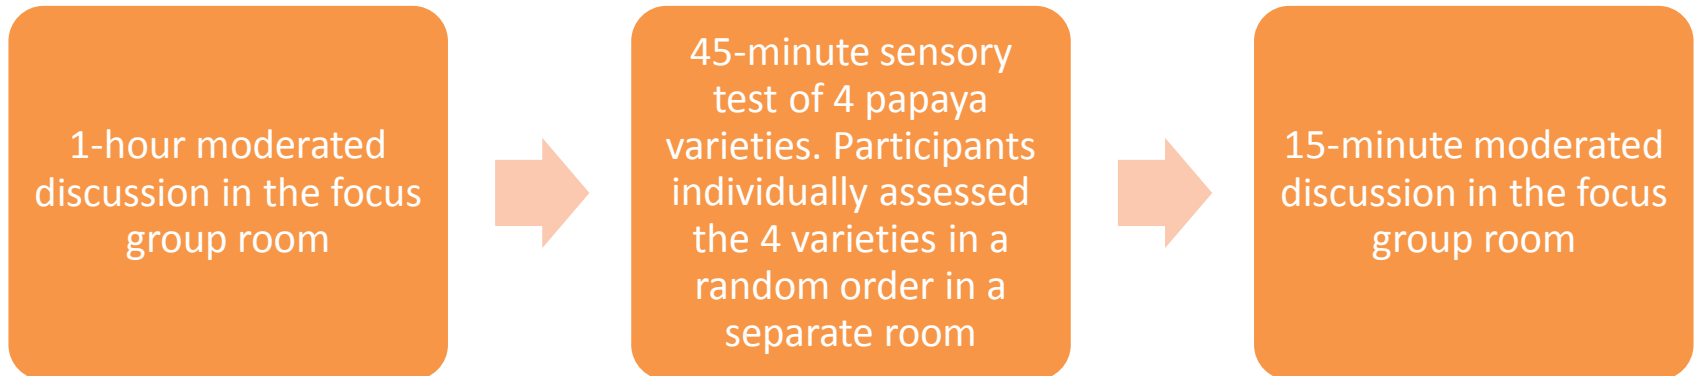 1-hour moderated
discussion in the focus
group room
45-minute sensory
test of 4 papaya
varieties. Participants
individually assessed
the 4 varieties in a
random order in a
separate room
15-minute moderated
discussion in the focus
group room